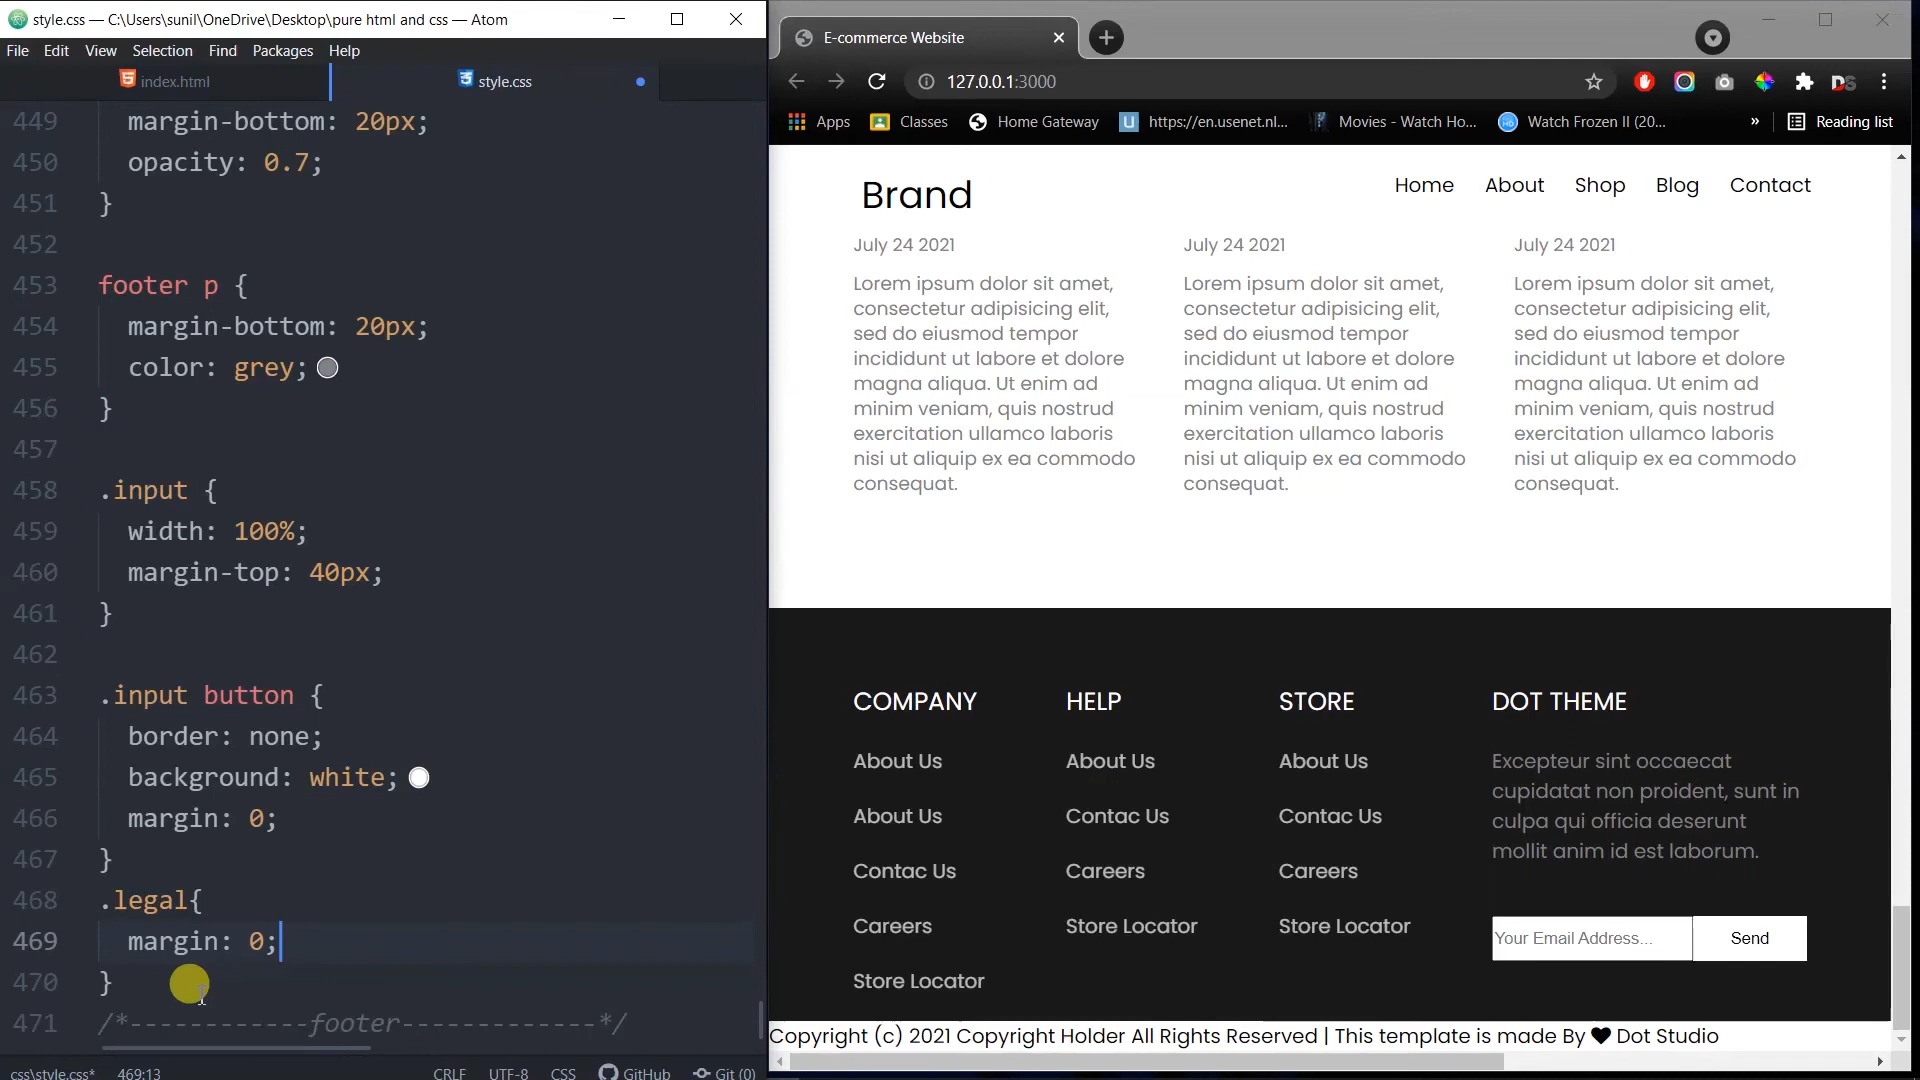 style.css — C:\Users\sunil\OneDrive\Desktop\pure html and css — Atom
File Edit View Selection Find Packages Help
index.html
style.css
449 margin-bottom: 20px;
450 opacity: 0.7;
451 }
452
453 footer p {
454 margin-bottom: 20px;
455 color: grey;
456 }
457
458 .input {
459 width: 100%;
460 margin-top: 40px;
461 }
462
463 .input button {
464 border: none;
465 background: white;
466 margin: 0;
467 }
468 .legal{
469 margin: 0;
470 }
471 /*------------footer-------------*/
css\style.css* 469:13 CRLF UTF-8 CSS GitHub Git (0)
E-commerce Website
127.0.0.1:3000
Apps Classes Home Gateway https://en.usenet.nl... Movies - Watch Ho... Watch Frozen II (20... » Reading list
Brand
Home About Shop Blog Contact
July 24 2021
Lorem ipsum dolor sit amet,
consectetur adipisicing elit,
sed do eiusmod tempor
incididunt ut labore et dolore
magna aliqua. Ut enim ad
minim veniam, quis nostrud
exercitation ullamco laboris
nisi ut aliquip ex ea commodo
consequat.
July 24 2021
Lorem ipsum dolor sit amet,
consectetur adipisicing elit,
sed do eiusmod tempor
incididunt ut labore et dolore
magna aliqua. Ut enim ad
minim veniam, quis nostrud
exercitation ullamco laboris
nisi ut aliquip ex ea commodo
consequat.
July 24 2021
Lorem ipsum dolor sit amet,
consectetur adipisicing elit,
sed do eiusmod tempor
incididunt ut labore et dolore
magna aliqua. Ut enim ad
minim veniam, quis nostrud
exercitation ullamco laboris
nisi ut aliquip ex ea commodo
consequat.
COMPANY
About Us
About Us
Contac Us
Careers
Store Locator
HELP
About Us
Contac Us
Careers
Store Locator
STORE
About Us
Contac Us
Careers
Store Locator
DOT THEME
Excepteur sint occaecat
cupidatat non proident, sunt in
culpa qui officia deserunt
mollit anim id est laborum.
Your Email Address...
Send
Copyright (c) 2021 Copyright Holder All Rights Reserved | This template is made By ♥ Dot Studio